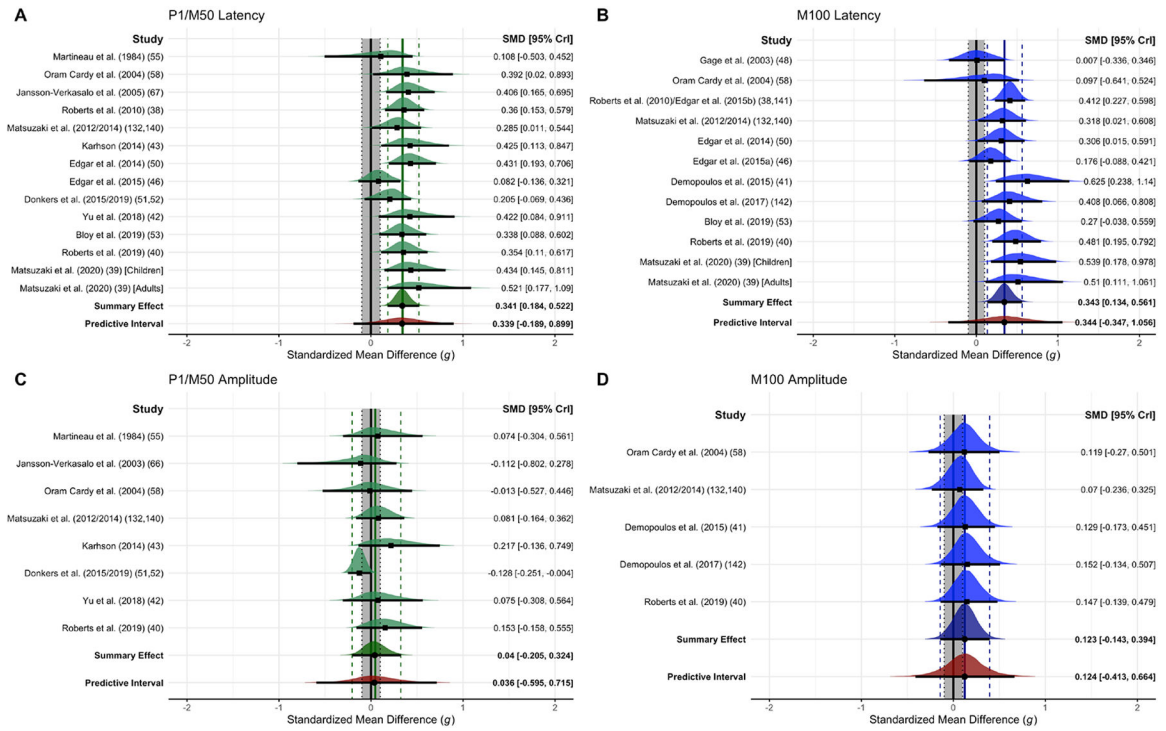 A P1/M50 Latency
Study SMD [95% CrI]
Martineau et al. (1984) (55) 0.108 [-0.503, 0.452]
Oram Cardy et al. (2004) (58) 0.392 [0.02, 0.893]
Jansson-Verkasalo et al. (2005) (67) 0.406 [0.165, 0.695]
Roberts et al. (2010) (38) 0.36 [0.153, 0.579]
Matsuzaki et al. (2012/2014) (132,140) 0.285 [0.011, 0.544]
Karhson (2014) (43) 0.425 [0.113, 0.847]
Edgar et al. (2014) (50) 0.431 [0.193, 0.706]
Edgar et al. (2015) (46) 0.082 [-0.136, 0.321]
Donkers et al. (2015/2019) (51,52) 0.205 [-0.069, 0.436]
Yu et al. (2018) (42) 0.422 [0.084, 0.911]
Bloy et al. (2019) (53) 0.338 [0.088, 0.602]
Roberts et al. (2019) (40) 0.354 [0.11, 0.617]
Matsuzaki et al. (2020) (39) [Children] 0.434 [0.145, 0.811]
Matsuzaki et al. (2020) (39) [Adults] 0.521 [0.177, 1.09]
Summary Effect 0.341 [0.184, 0.522]
Predictive Interval 0.339 [-0.189, 0.899]
-2 -1 0 1 2
Standardized Mean Difference (g)
B M100 Latency
Study SMD [95% CrI]
Gage et al. (2003) (48) 0.007 [-0.336, 0.346]
Oram Cardy et al. (2004) (58) 0.097 [-0.641, 0.524]
Roberts et al. (2010)/Edgar et al. (2015b) (38,141) 0.412 [0.227, 0.598]
Matsuzaki et al. (2012/2014) (132,140) 0.318 [0.021, 0.608]
Edgar et al. (2014) (50) 0.306 [0.015, 0.591]
Edgar et al. (2015a) (46) 0.176 [-0.088, 0.421]
Demopoulos et al. (2015) (41) 0.625 [0.238, 1.14]
Demopoulos et al. (2017) (142) 0.408 [0.066, 0.808]
Bloy et al. (2019) (53) 0.27 [-0.038, 0.559]
Roberts et al. (2019) (40) 0.481 [0.195, 0.792]
Matsuzaki et al. (2020) (39) [Children] 0.539 [0.178, 0.978]
Matsuzaki et al. (2020) (39) [Adults] 0.51 [0.111, 1.061]
Summary Effect 0.343 [0.134, 0.561]
Predictive Interval 0.344 [-0.347, 1.056]
-2 -1 0 1 2
Standardized Mean Difference (g)
C P1/M50 Amplitude
Study SMD [95% CrI]
Martineau et al. (1984) (55) 0.074 [-0.304, 0.561]
Jansson-Verkasalo et al. (2003) (66) -0.112 [-0.802, 0.278]
Oram Cardy et al. (2004) (58) -0.013 [-0.527, 0.446]
Matsuzaki et al. (2012/2014) (132,140) 0.081 [-0.164, 0.362]
Karhson (2014) (43) 0.217 [-0.136, 0.749]
Donkers et al. (2015/2019) (51,52) -0.128 [-0.251, -0.004]
Yu et al. (2018) (42) 0.075 [-0.308, 0.564]
Roberts et al. (2019) (40) 0.153 [-0.158, 0.555]
Summary Effect 0.04 [-0.205, 0.324]
Predictive Interval 0.036 [-0.595, 0.715]
-2 -1 0 1 2
Standardized Mean Difference (g)
D M100 Amplitude
Study SMD [95% CrI]
Oram Cardy et al. (2004) (58) 0.119 [-0.27, 0.501]
Matsuzaki et al. (2012/2014) (132,140) 0.07 [-0.236, 0.325]
Demopoulos et al. (2015) (41) 0.129 [-0.173, 0.451]
Demopoulos et al. (2017) (142) 0.152 [-0.134, 0.507]
Roberts et al. (2019) (40) 0.147 [-0.139, 0.479]
Summary Effect 0.123 [-0.143, 0.394]
Predictive Interval 0.124 [-0.413, 0.664]
-2 -1 0 1 2
Standardized Mean Difference (g)